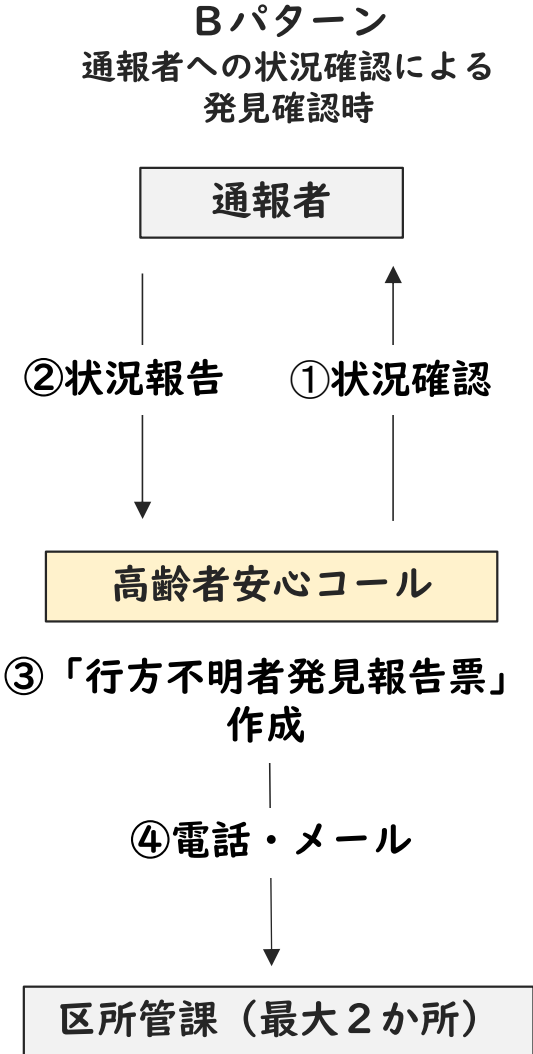 Ｂパターン
通報者への状況確認による
発見確認時
通報者
②状況報告
①状況確認
高齢者安心コール
③「行方不明者発見報告票」
作成
④電話・メール
区所管課（最大２か所）